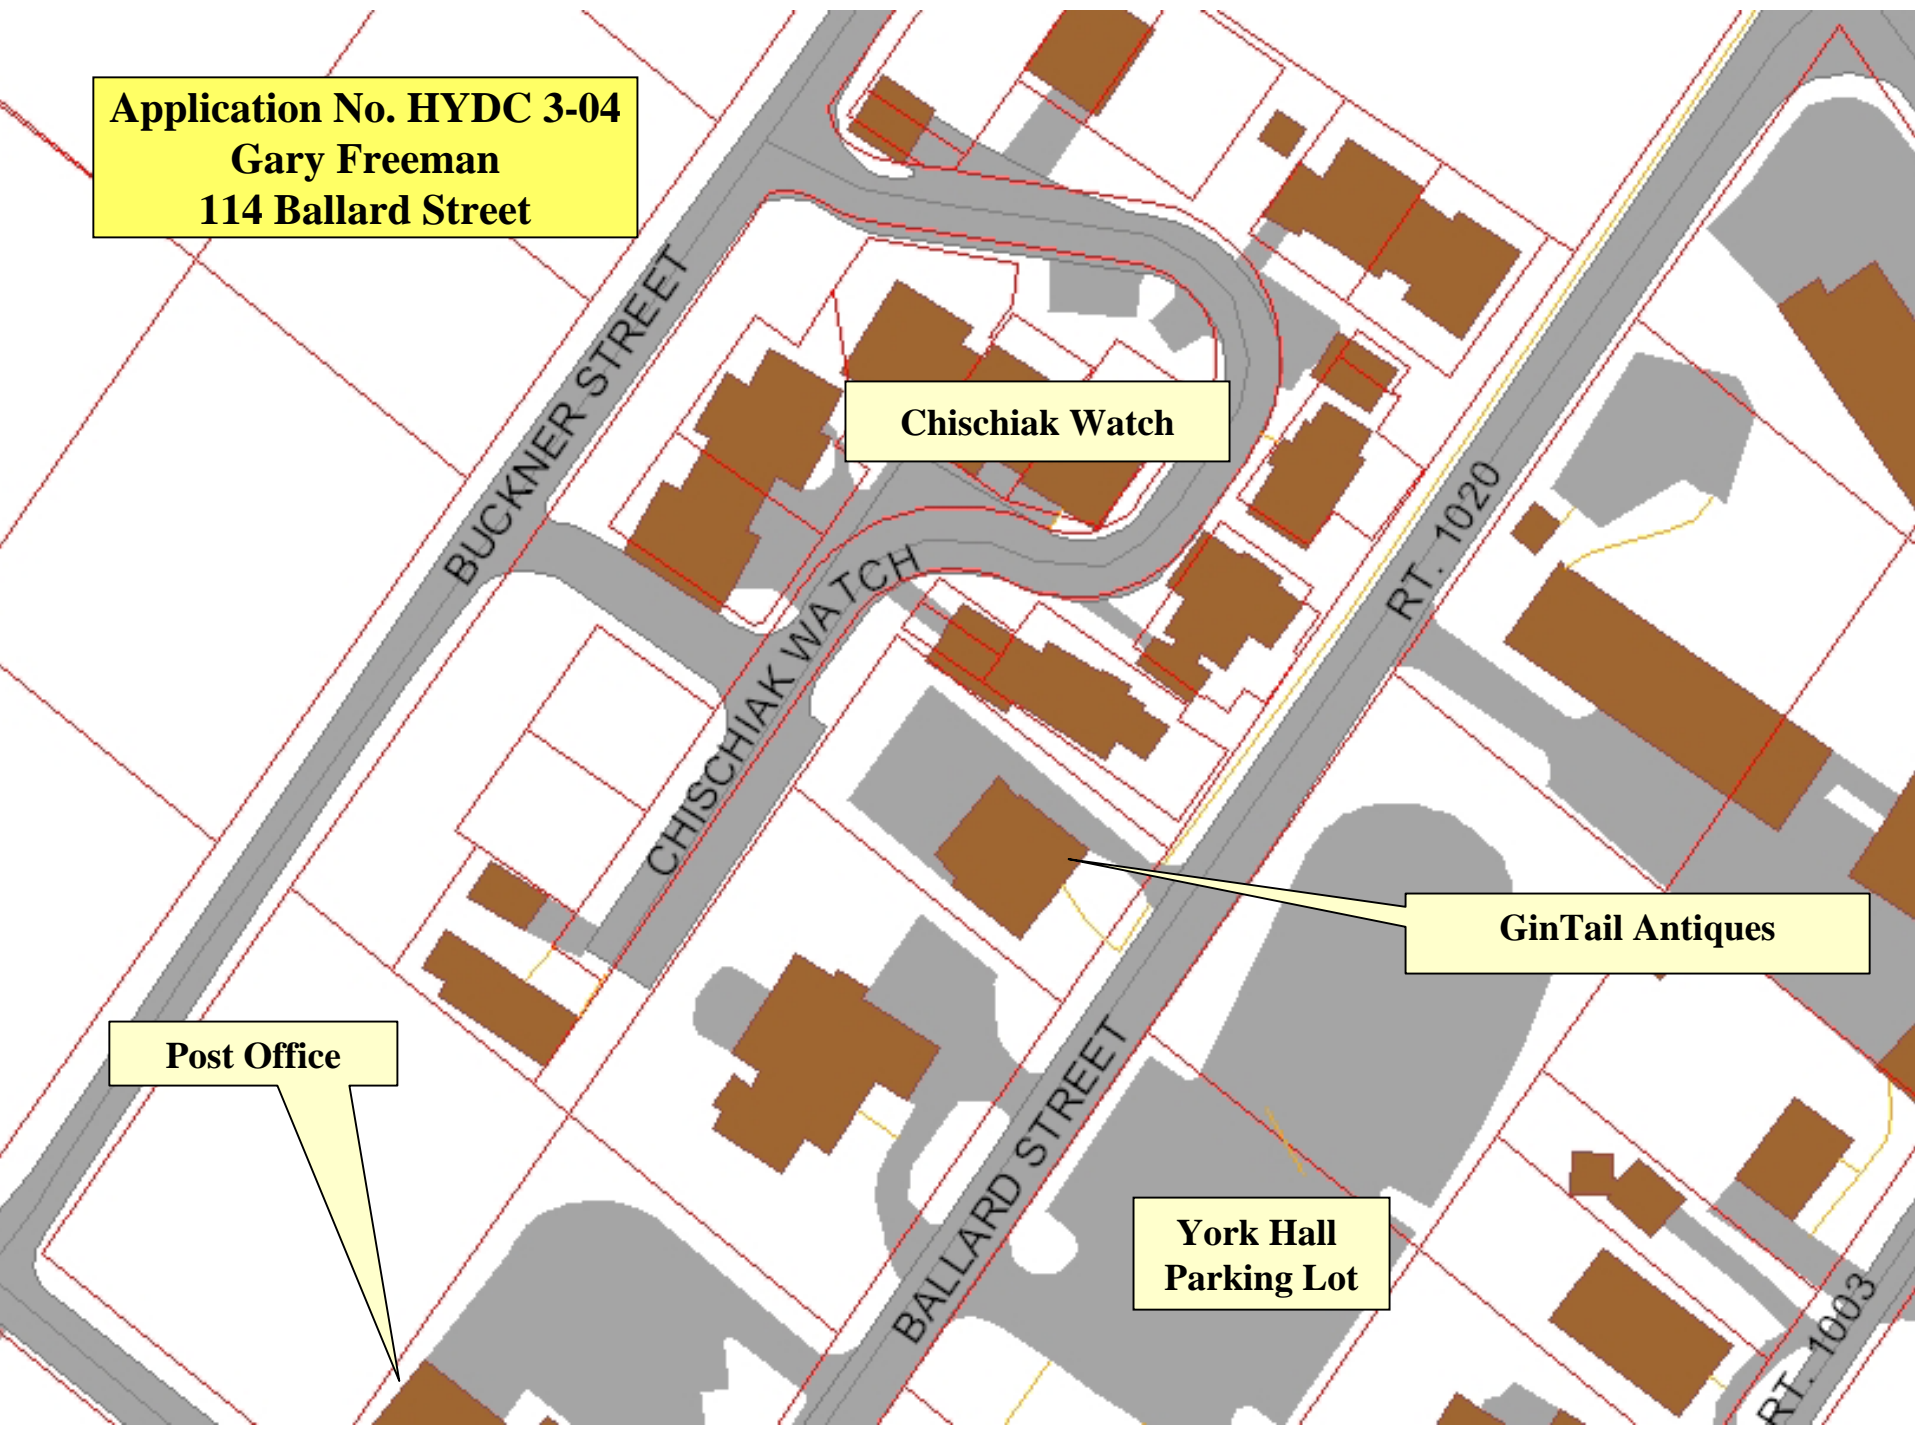 Application No. HYDC 3-04
Gary Freeman
114 Ballard Street
BUCKNER STREET
Chischiak Watch
RT. 1020
CHISCHIAK WATCH
GinTail Antiques
Post Office
BALLARD STREET
York Hall
Parking Lot
RT. 1003